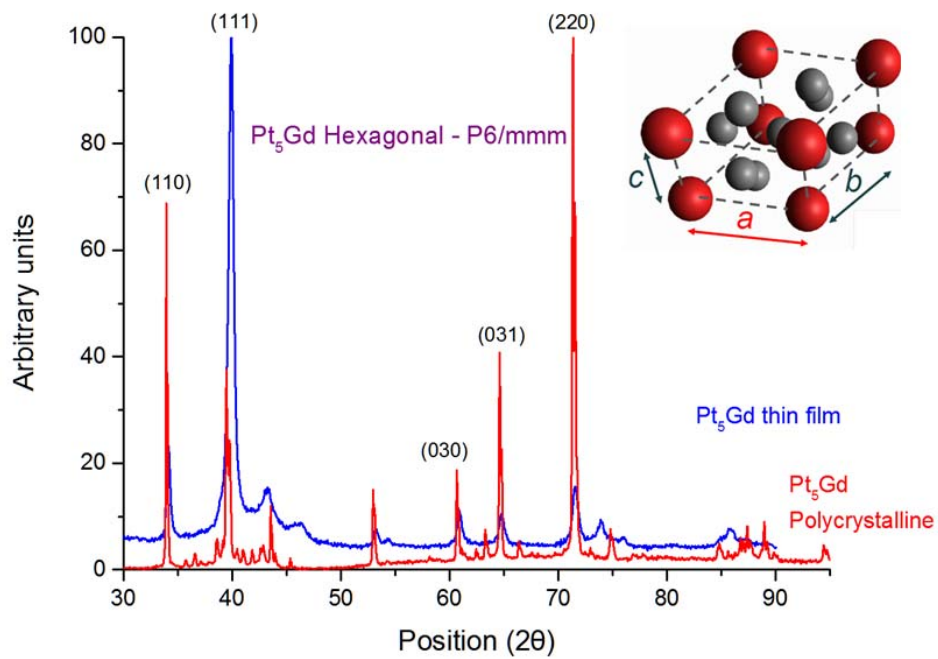 (111)
(220)
100
Pt₅Gd Hexagonal - P6/mmm
80
(110)
c
b
a
60
Arbitrary units
(031)
40
Pt₅Gd thin film
(030)
20
Pt₅Gd
Polycrystalline
0
30 40 50 60 70 80 90
Position (2θ)